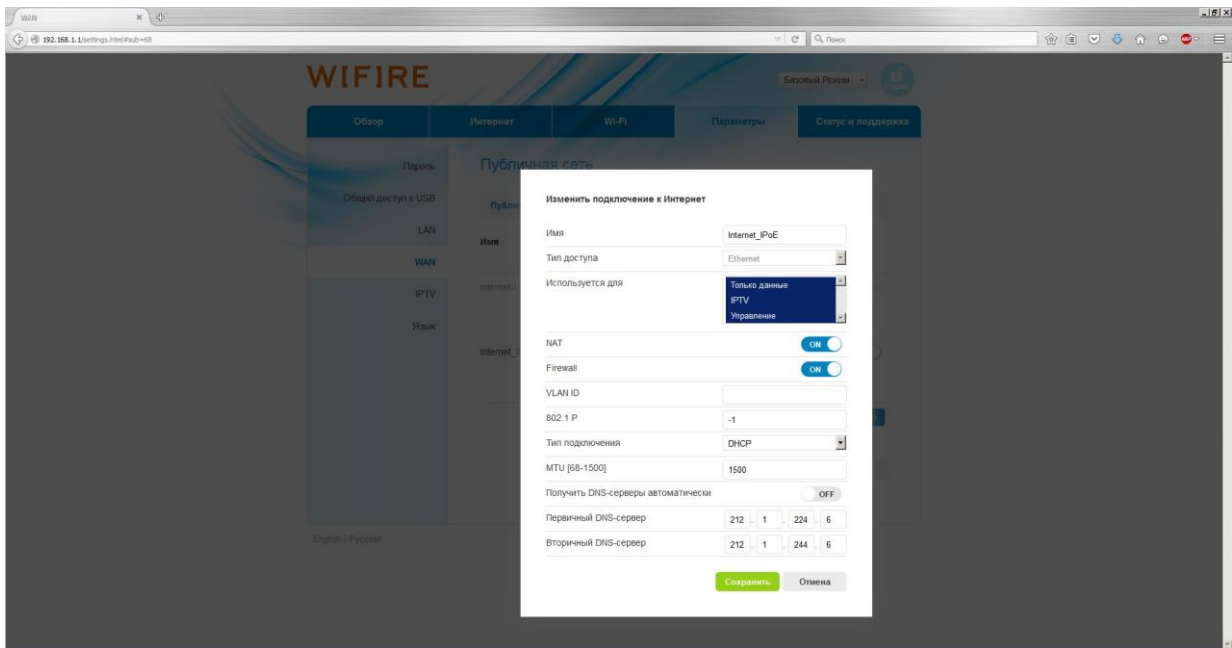 WAN
192.168.1.1/settings.html#sub=68
Поиск
WIFIRE
Базовый Режим
Обзор
Интернет
Wi-Fi
Параметры
Статус и поддержка
Пароль
Общий доступ к USB
LAN
WAN
IPTV
Язык
Публичная сеть
Имя
Изменить подключение к Интернет
Имя
Internet_IPoE
Тип доступа
Ethernet
Используется для
Только данные
IPTV
Управление
NAT
ON
Firewall
ON
VLAN ID
802.1 P
-1
Тип подключения
DHCP
MTU [68-1500]
1500
Получить DNS-серверы автоматически
OFF
Первичный DNS-сервер
212 . 1 . 224 . 6
Вторичный DNS-сервер
212 . 1 . 244 . 6
Сохранить
Отмена
English | Русский